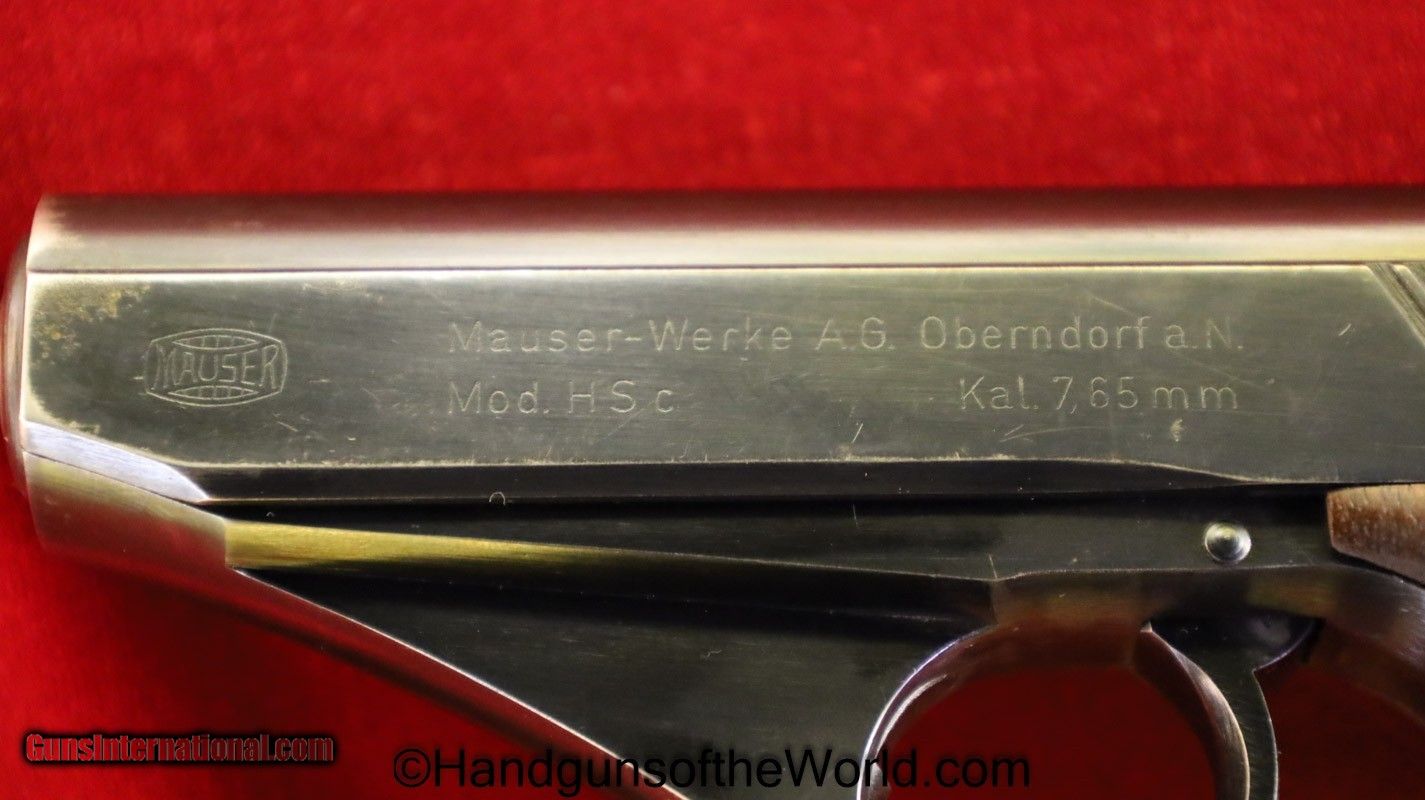 MAUSER
Mauser-Werke A.G. Oberndorf a.N.
Mod. HSc Kal. 7,65 mm
GunsInternational.com
©HandgunsoftheWorld.com